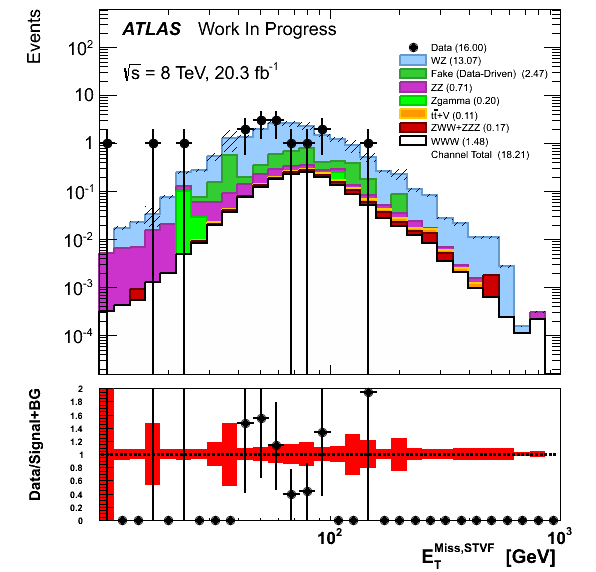 Events
ATLAS Work In Progress
√s = 8 TeV, 20.3 fb⁻¹
Data (16.00)
WZ (13.07)
Fake (Data-Driven) (2.47)
ZZ (0.71)
Zgamma (0.20)
tt̄+V (0.11)
ZWW+ZZZ (0.17)
WWW (1.48)
Channel Total (18.21)
10²
10
1
10⁻¹
10⁻²
10⁻³
10⁻⁴
Data/Signal+BG
2
1.8
1.6
1.4
1.2
1
0.8
0.6
0.4
0.2
0
10² 10³
E_T^Miss,STVF [GeV]